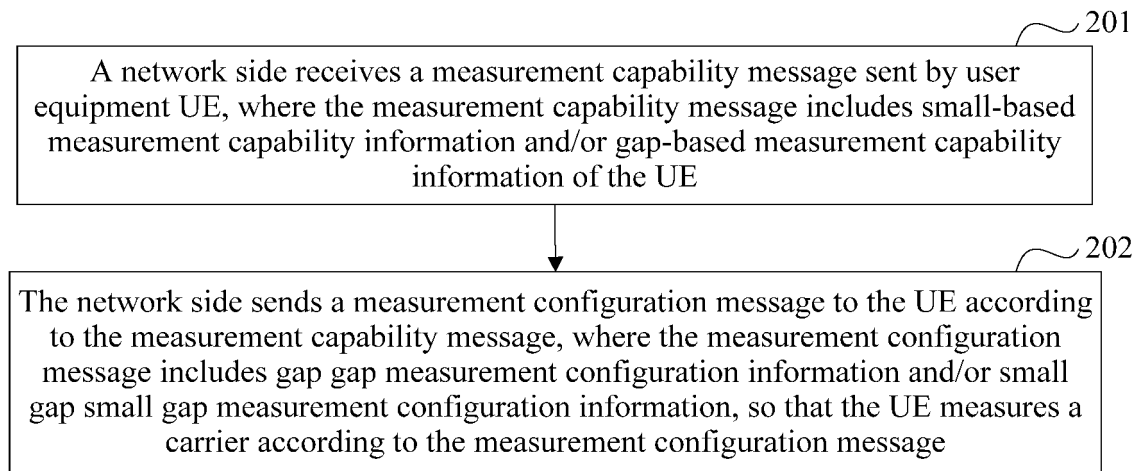 201
A network side receives a measurement capability message sent by user
equipment UE, where the measurement capability message includes small-based
measurement capability information and/or gap-based measurement capability
information of the UE
202
The network side sends a measurement configuration message to the UE according
to the measurement capability message, where the measurement configuration
message includes gap gap measurement configuration information and/or small
gap small gap measurement configuration information, so that the UE measures a
carrier according to the measurement configuration message